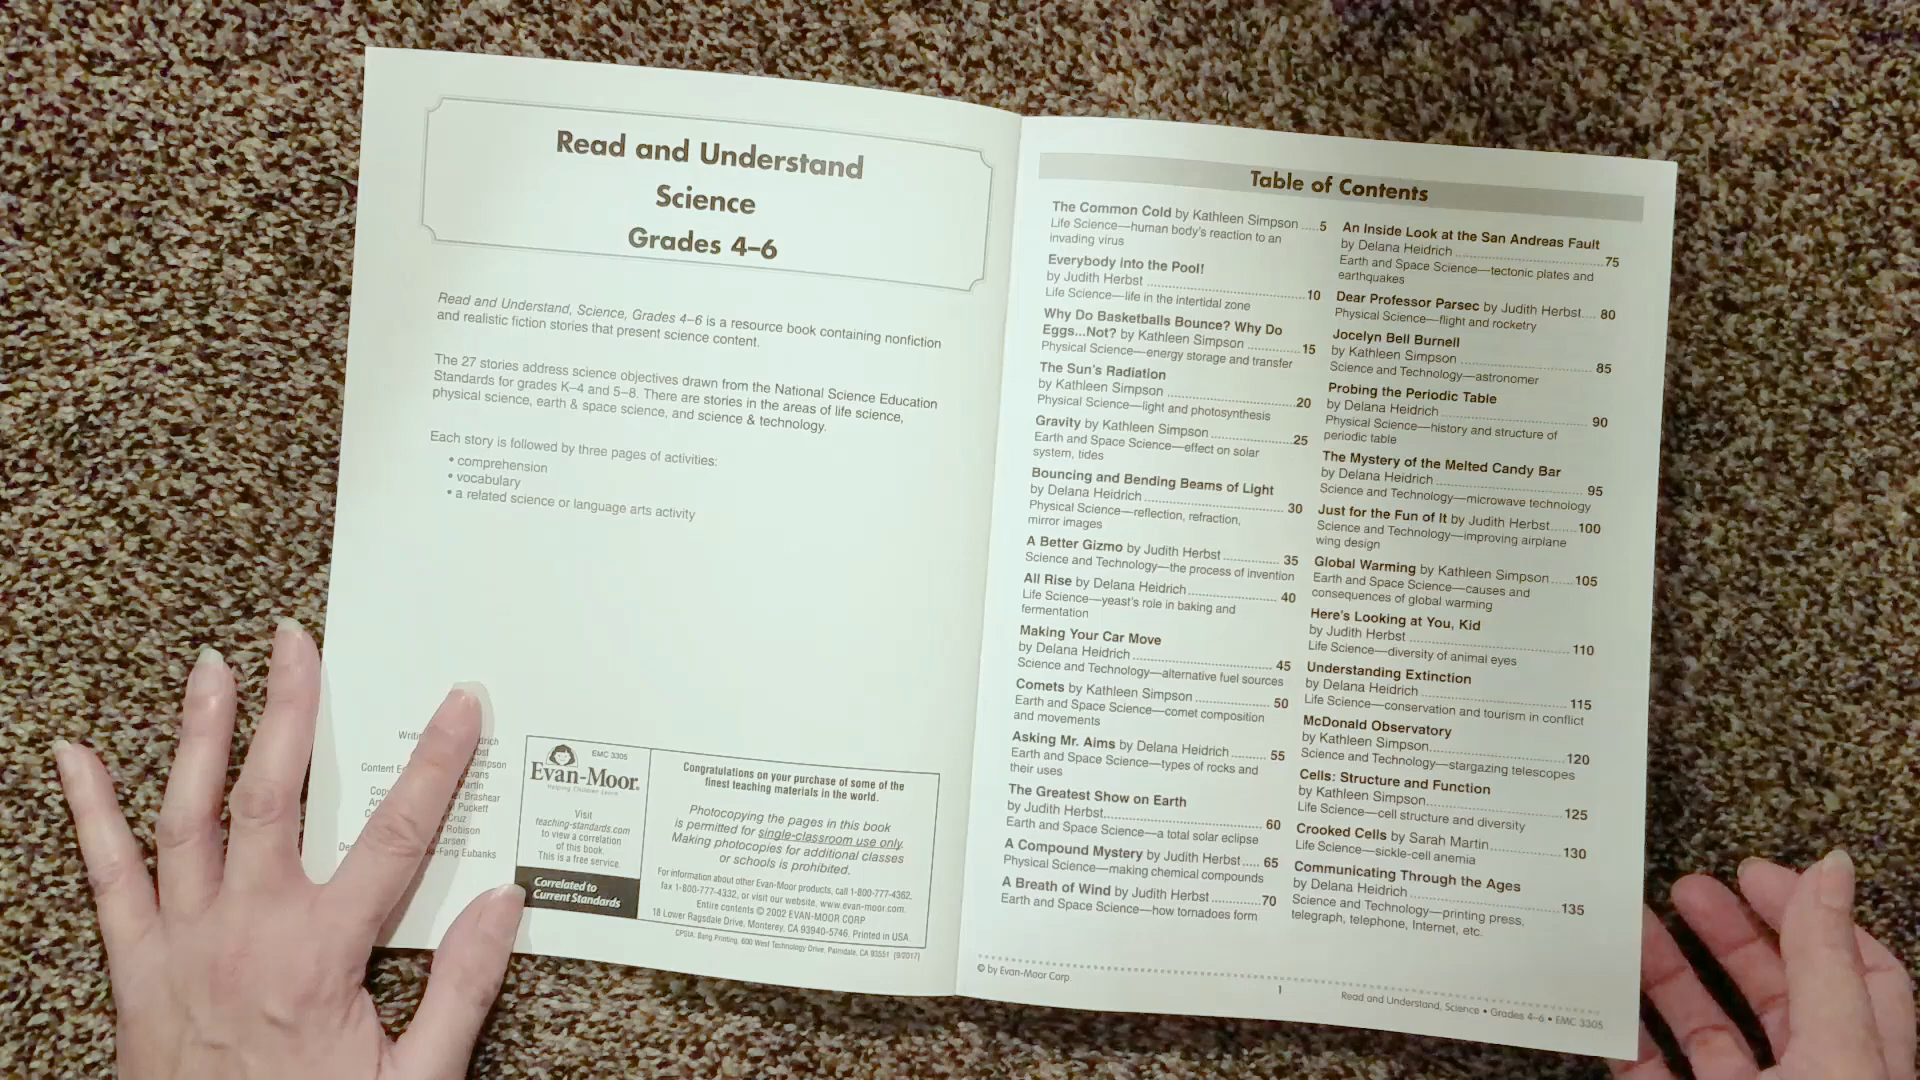 Read and Understand
Science
Grades 4–6
Read and Understand, Science, Grades 4–6 is a resource book containing nonfiction
and realistic fiction stories that present science content.
The 27 stories address science objectives drawn from the National Science Education
Standards for grades K–4 and 5–8. There are stories in the areas of life science,
physical science, earth & space science, and science & technology.
Each story is followed by three pages of activities:
• comprehension
• vocabulary
• a related science or language arts activity
Simpson
Evans
Brashear
Puckett
Cruz
Robison
Larsen
Eubanks
EMC 3305
Evan-Moor®
Helping Children Learn
Visit
teaching-standards.com
to view a correlation
of this book.
This is a free service.
Correlated to
Current Standards
Congratulations on your purchase of some of the
finest teaching materials in the world.
Photocopying the pages in this book
is permitted for single-classroom use only.
Making photocopies for additional classes
or schools is prohibited.
For information about other Evan-Moor products, call 1-800-777-4362,
fax 1-800-777-4332, or visit our website, www.evan-moor.com.
Entire contents © 2002 EVAN-MOOR CORP.
18 Lower Ragsdale Drive, Monterey, CA 93940-5746. Printed in USA.
CPSIA: Bang Printing, 600 West Technology Drive, Palmdale, CA 93551 [9/2017]
Table of Contents
The Common Cold by Kathleen Simpson ..... 5
Life Science—human body's reaction to an
invading virus
Everybody into the Pool!
by Judith Herbst ..... 10
Life Science—life in the intertidal zone
Why Do Basketballs Bounce? Why Do
Eggs...Not? by Kathleen Simpson ..... 15
Physical Science—energy storage and transfer
The Sun's Radiation
by Kathleen Simpson ..... 20
Physical Science—light and photosynthesis
Gravity by Kathleen Simpson ..... 25
Earth and Space Science—effect on solar
system, tides
Bouncing and Bending Beams of Light
by Delana Heidrich ..... 30
Physical Science—reflection, refraction,
mirror images
A Better Gizmo by Judith Herbst ..... 35
Science and Technology—the process of invention
All Rise by Delana Heidrich ..... 40
Life Science—yeast's role in baking and
fermentation
Making Your Car Move
by Delana Heidrich ..... 45
Science and Technology—alternative fuel sources
Comets by Kathleen Simpson ..... 50
Earth and Space Science—comet composition
and movements
Asking Mr. Aims by Delana Heidrich ..... 55
Earth and Space Science—types of rocks and
their uses
The Greatest Show on Earth
by Judith Herbst ..... 60
Earth and Space Science—a total solar eclipse
A Compound Mystery by Judith Herbst ..... 65
Physical Science—making chemical compounds
A Breath of Wind by Judith Herbst ..... 70
Earth and Space Science—how tornadoes form
An Inside Look at the San Andreas Fault
by Delana Heidrich ..... 75
Earth and Space Science—tectonic plates and
earthquakes
Dear Professor Parsec by Judith Herbst.... 80
Physical Science—flight and rocketry
Jocelyn Bell Burnell
by Kathleen Simpson ..... 85
Science and Technology—astronomer
Probing the Periodic Table
by Delana Heidrich ..... 90
Physical Science—history and structure of
periodic table
The Mystery of the Melted Candy Bar
by Delana Heidrich ..... 95
Science and Technology—microwave technology
Just for the Fun of It by Judith Herbst ..... 100
Science and Technology—improving airplane
wing design
Global Warming by Kathleen Simpson ..... 105
Earth and Space Science—causes and
consequences of global warming
Here's Looking at You, Kid
by Judith Herbst ..... 110
Life Science—diversity of animal eyes
Understanding Extinction
by Delana Heidrich ..... 115
Life Science—conservation and tourism in conflict
McDonald Observatory
by Kathleen Simpson ..... 120
Science and Technology—stargazing telescopes
Cells: Structure and Function
by Kathleen Simpson ..... 125
Life Science—cell structure and diversity
Crooked Cells by Sarah Martin ..... 130
Life Science—sickle-cell anemia
Communicating Through the Ages
by Delana Heidrich ..... 135
Science and Technology—printing press,
telegraph, telephone, Internet, etc.
© by Evan-Moor Corp
1
Read and Understand, Science • Grades 4–6 • EMC 3305